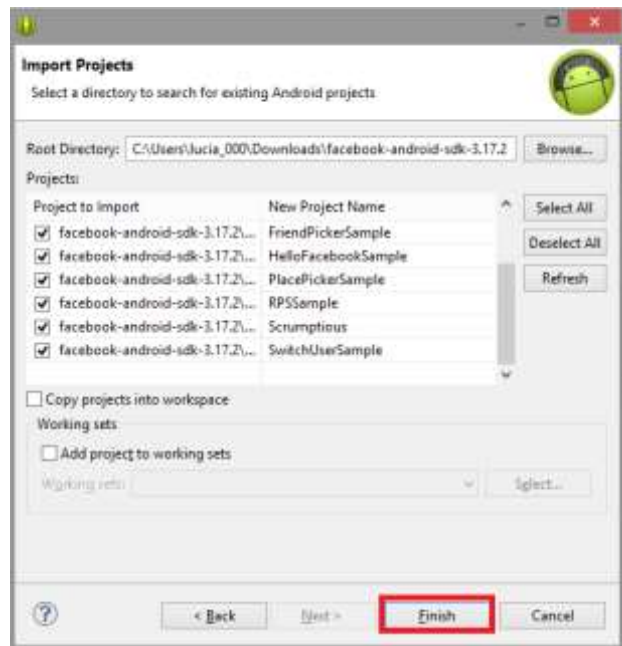 Import Projects
Select a directory to search for existing Android projects
Root Directory: C:\Users\lucia_000\Downloads\facebook-android-sdk-3.17.2 Browse...
Projects:
Project to Import New Project Name Select All
facebook-android-sdk-3.17.2\... FriendPickerSample
Deselect All
facebook-android-sdk-3.17.2\... HelloFacebookSample
facebook-android-sdk-3.17.2\... PlacePickerSample Refresh
facebook-android-sdk-3.17.2\... RPSSample
facebook-android-sdk-3.17.2\... Scrumptious
facebook-android-sdk-3.17.2\... SwitchUserSample
Copy projects into workspace
Working sets
Add project to working sets
Working sets: Select...
< Back Next > Finish Cancel